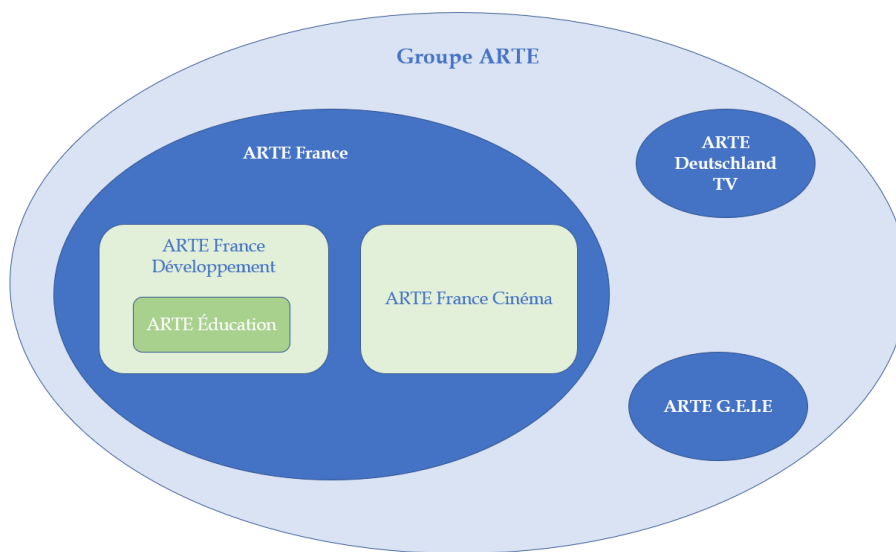 Groupe ARTE
ARTE France
ARTE
Deutschland
TV
ARTE France
Développement
ARTE Éducation
ARTE France Cinéma
ARTE G.E.I.E